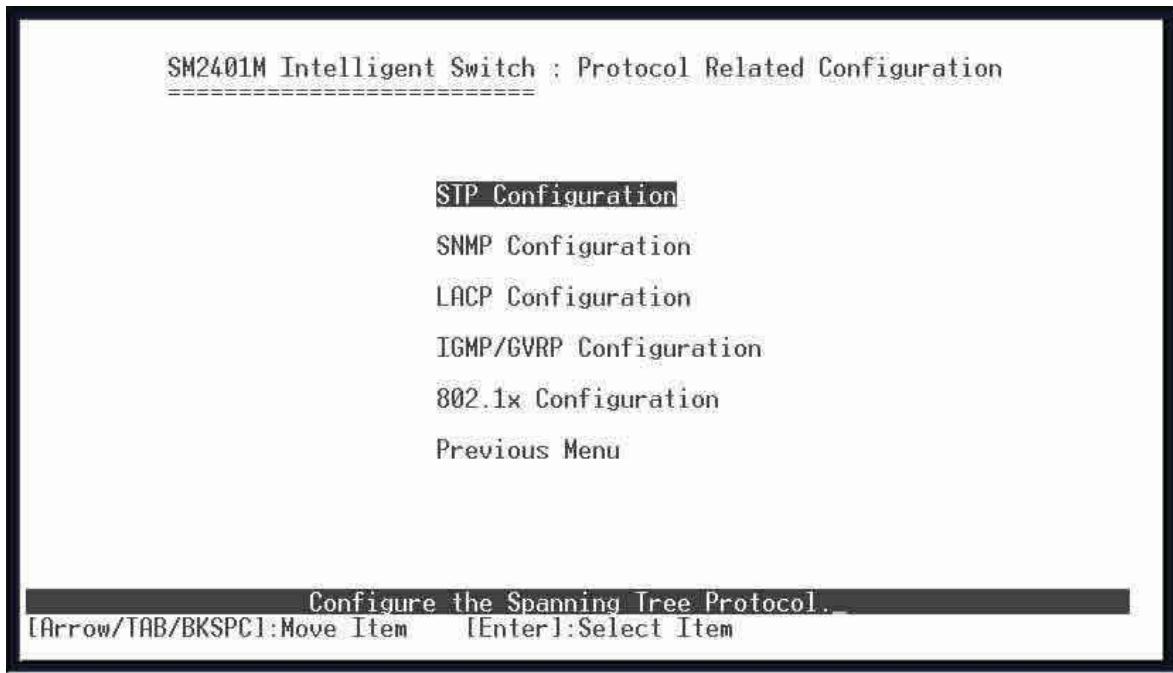 SM2401M Intelligent Switch : Protocol Related Configuration
==========================
STP Configuration
SNMP Configuration
LACP Configuration
IGMP/GVRP Configuration
802.1x Configuration
Previous Menu
Configure the Spanning Tree Protocol._
[Arrow/TAB/BKSPC]:Move Item [Enter]:Select Item